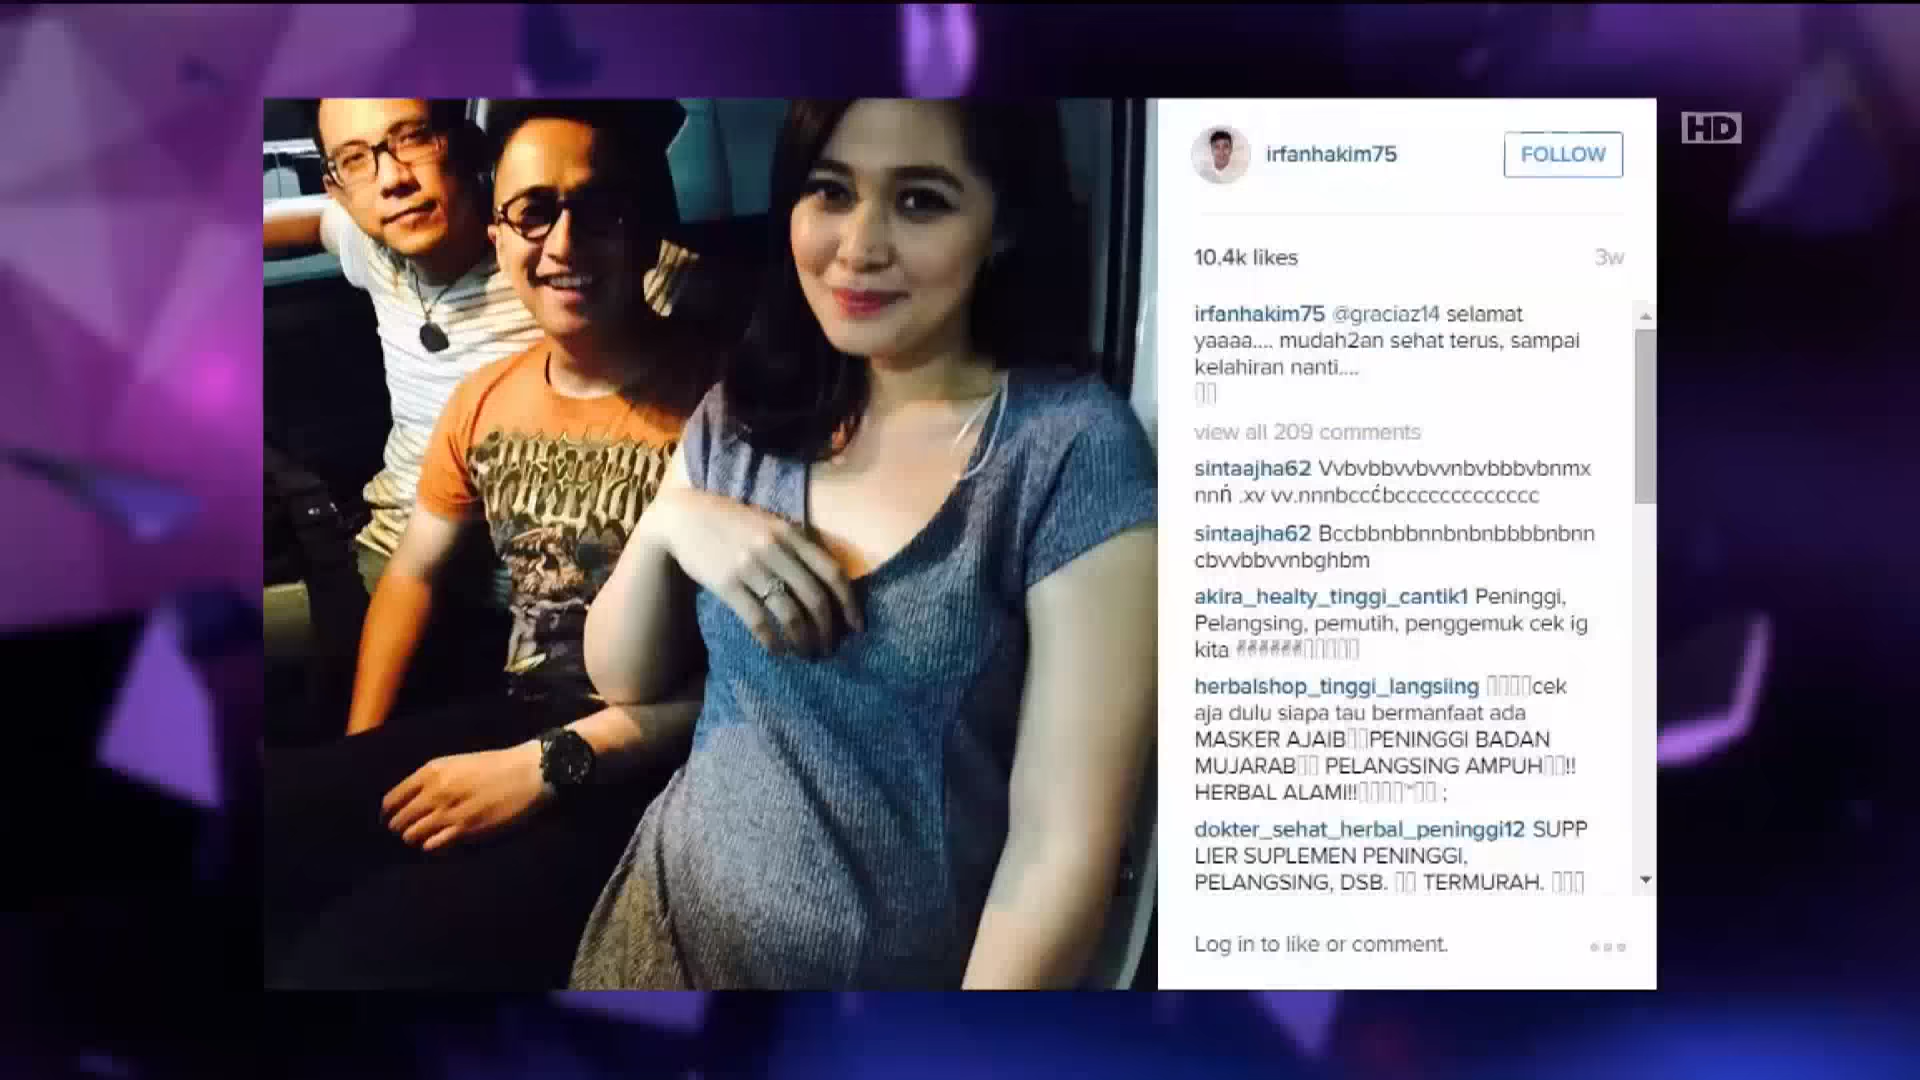 HD
irfanhakim75
FOLLOW
10.4k likes
3w
irfanhakim75 @graciaz14 selamat
yaaaa.... mudah2an sehat terus, sampai
kelahiran nanti....
view all 209 comments
sintaajha62 Vvbvbbvvbvvnbvbbbvbnmx
nnń .xv vv.nnnbcccćbccccccccccccc
sintaajha62 Bccbbnbbnnbnbnbbbbnbnn
cbvvbbvvnbghbm
akira_healty_tinggi_cantik1 Peninggi,
Pelangsing, pemutih, penggemuk cek ig
kita
herbalshop_tinggi_langsiing cek
aja dulu siapa tau bermanfaat ada
MASKER AJAIB PENINGGI BADAN
MUJARAB PELANGSING AMPUH !!
HERBAL ALAMI!! ;
dokter_sehat_herbal_peninggi12 SUPP
LIER SUPLEMEN PENINGGI,
PELANGSING, DSB. TERMURAH.
Log in to like or comment.